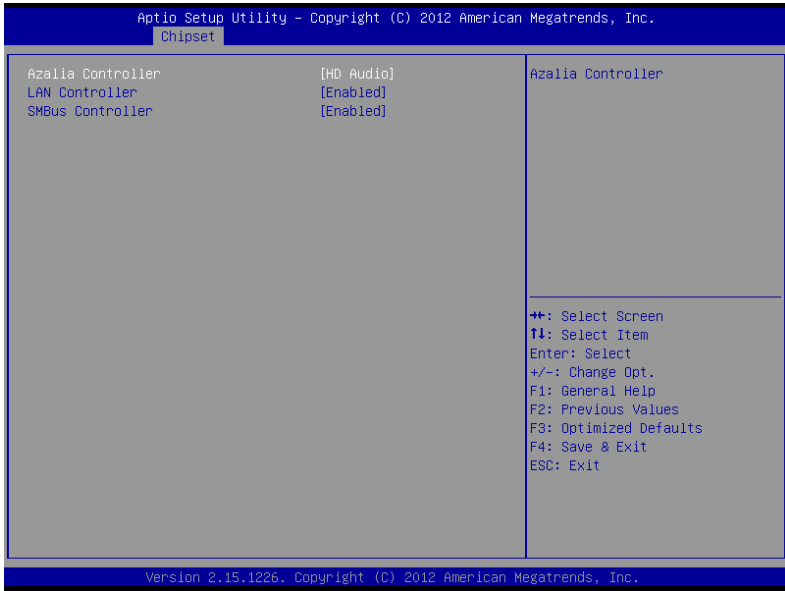 Aptio Setup Utility – Copyright (C) 2012 American Megatrends, Inc.
Chipset
Azalia Controller [HD Audio]
LAN Controller [Enabled]
SMBus Controller [Enabled]
Azalia Controller
→←: Select Screen
↑↓: Select Item
Enter: Select
+/-: Change Opt.
F1: General Help
F2: Previous Values
F3: Optimized Defaults
F4: Save & Exit
ESC: Exit
Version 2.15.1226. Copyright (C) 2012 American Megatrends, Inc.